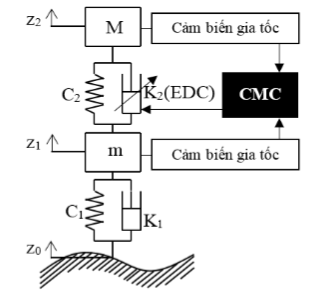 z₂
M
Cảm biến gia tốc
C₂
K₂(EDC)
CMC
z₁
m
Cảm biến gia tốc
C₁
K₁
z₀